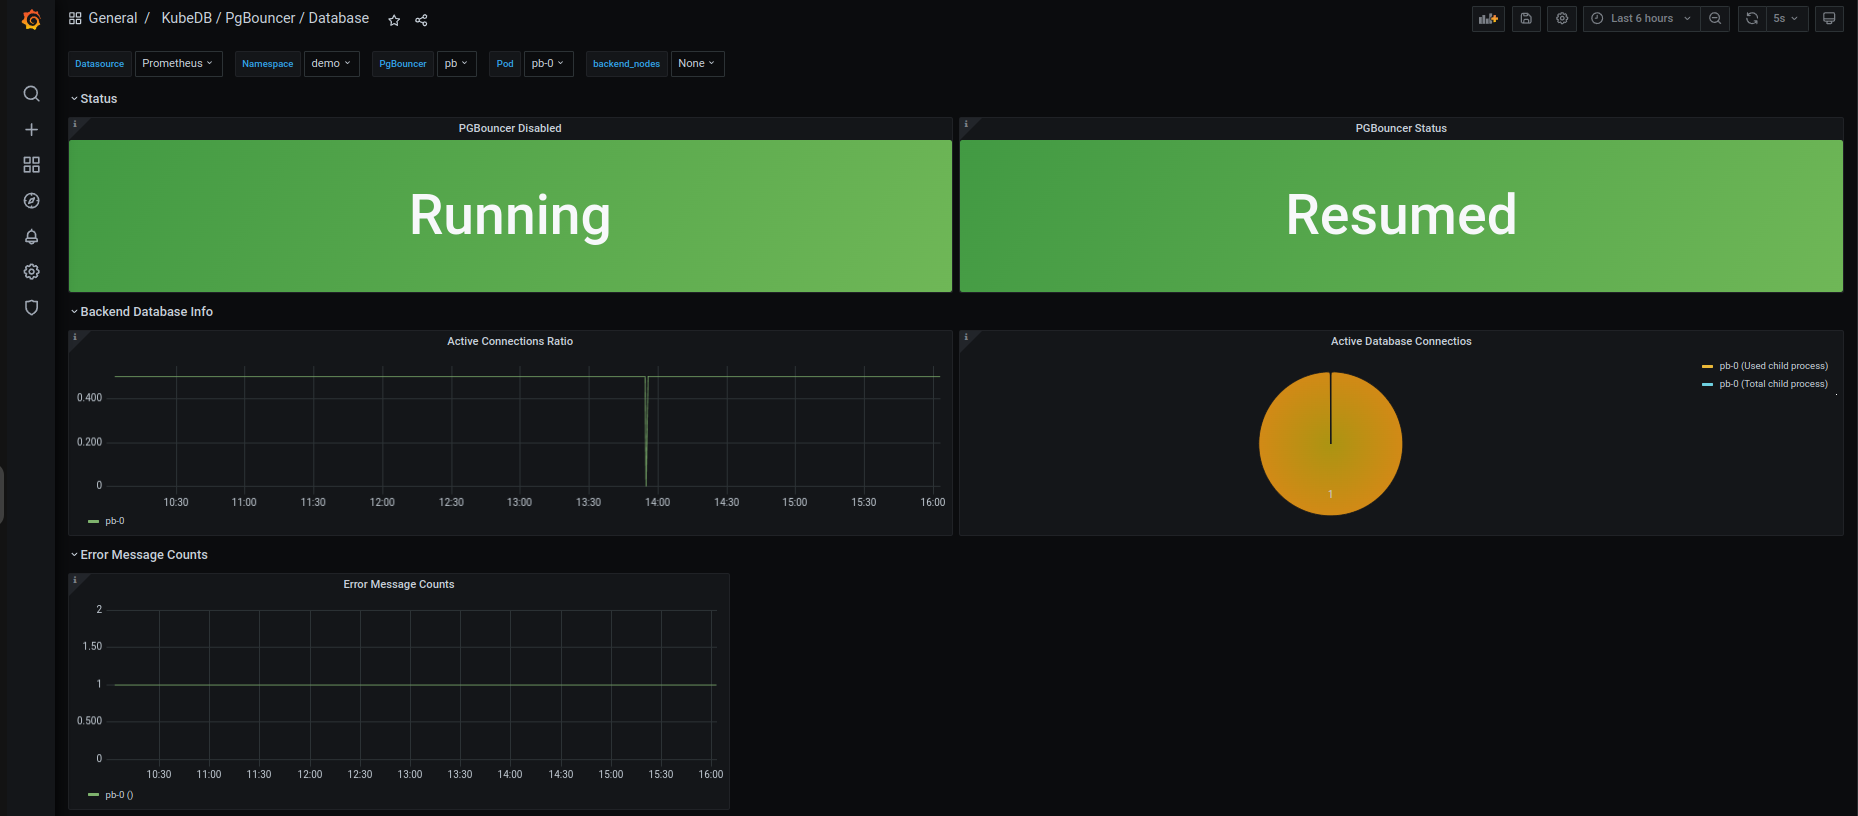 General / KubeDB / PgBouncer / Database
Last 6 hours
5s
Datasource Prometheus Namespace demo PgBouncer pb Pod pb-0 backend_nodes None
Status
PGBouncer Disabled
Running
PGBouncer Status
Resumed
Backend Database Info
Active Connections Ratio
0.400
0.200
0
10:30 11:00 11:30 12:00 12:30 13:00 13:30 14:00 14:30 15:00 15:30 16:00
pb-0
Active Database Connectios
pb-0 (Used child process)
pb-0 (Total child process)
1
Error Message Counts
Error Message Counts
2
1.50
1
0.500
0
10:30 11:00 11:30 12:00 12:30 13:00 13:30 14:00 14:30 15:00 15:30 16:00
pb-0 ()